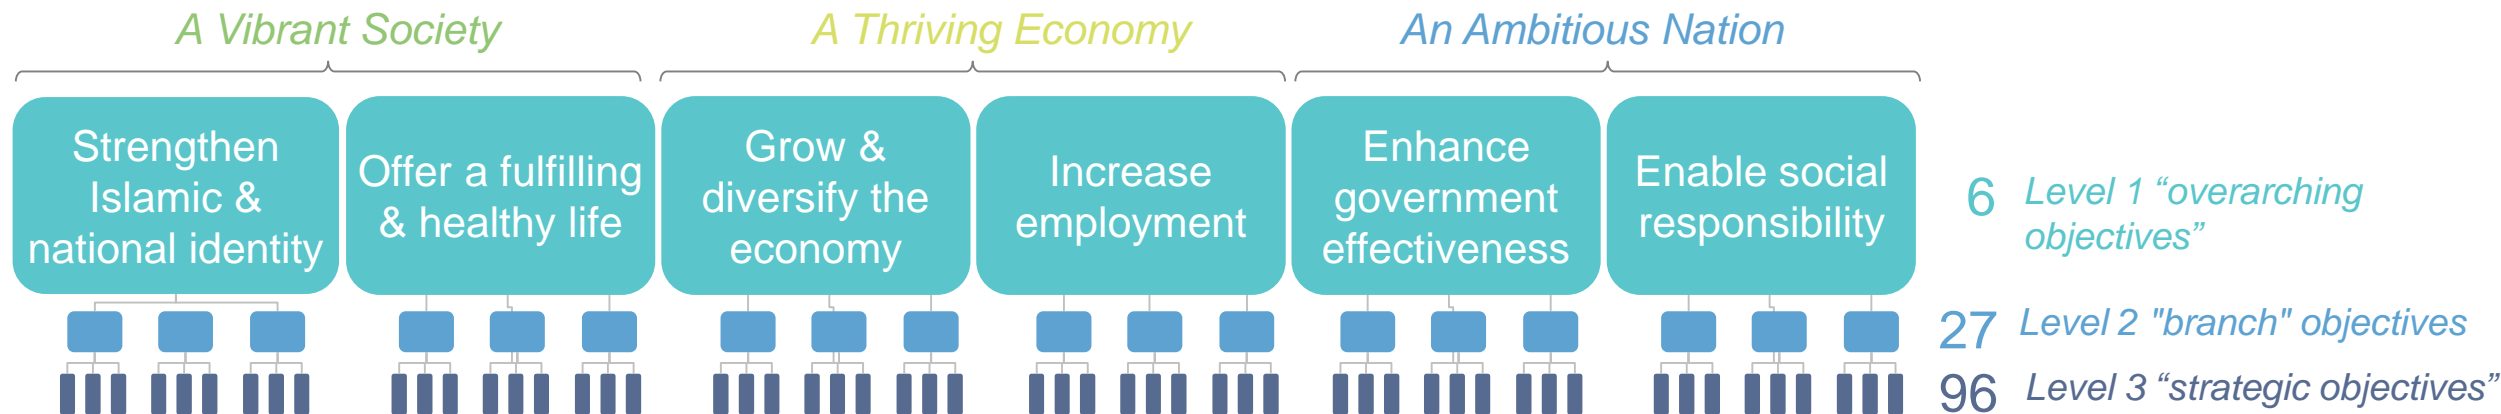 A Vibrant Society
A Thriving Economy
An Ambitious Nation
Strengthen
Islamic &
national identity
Offer a fulfilling
& healthy life
Grow &
diversify the
economy
Increase
employment
Enhance
government
effectiveness
Enable social
responsibility
6
Level 1 “overarching
objectives”
27
Level 2 "branch" objectives
96
Level 3 “strategic objectives”